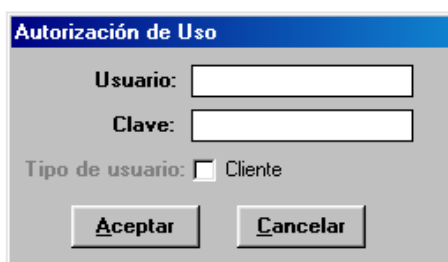 Autorización de Uso
Usuario:
Clave:
Tipo de usuario: Cliente
Aceptar Cancelar